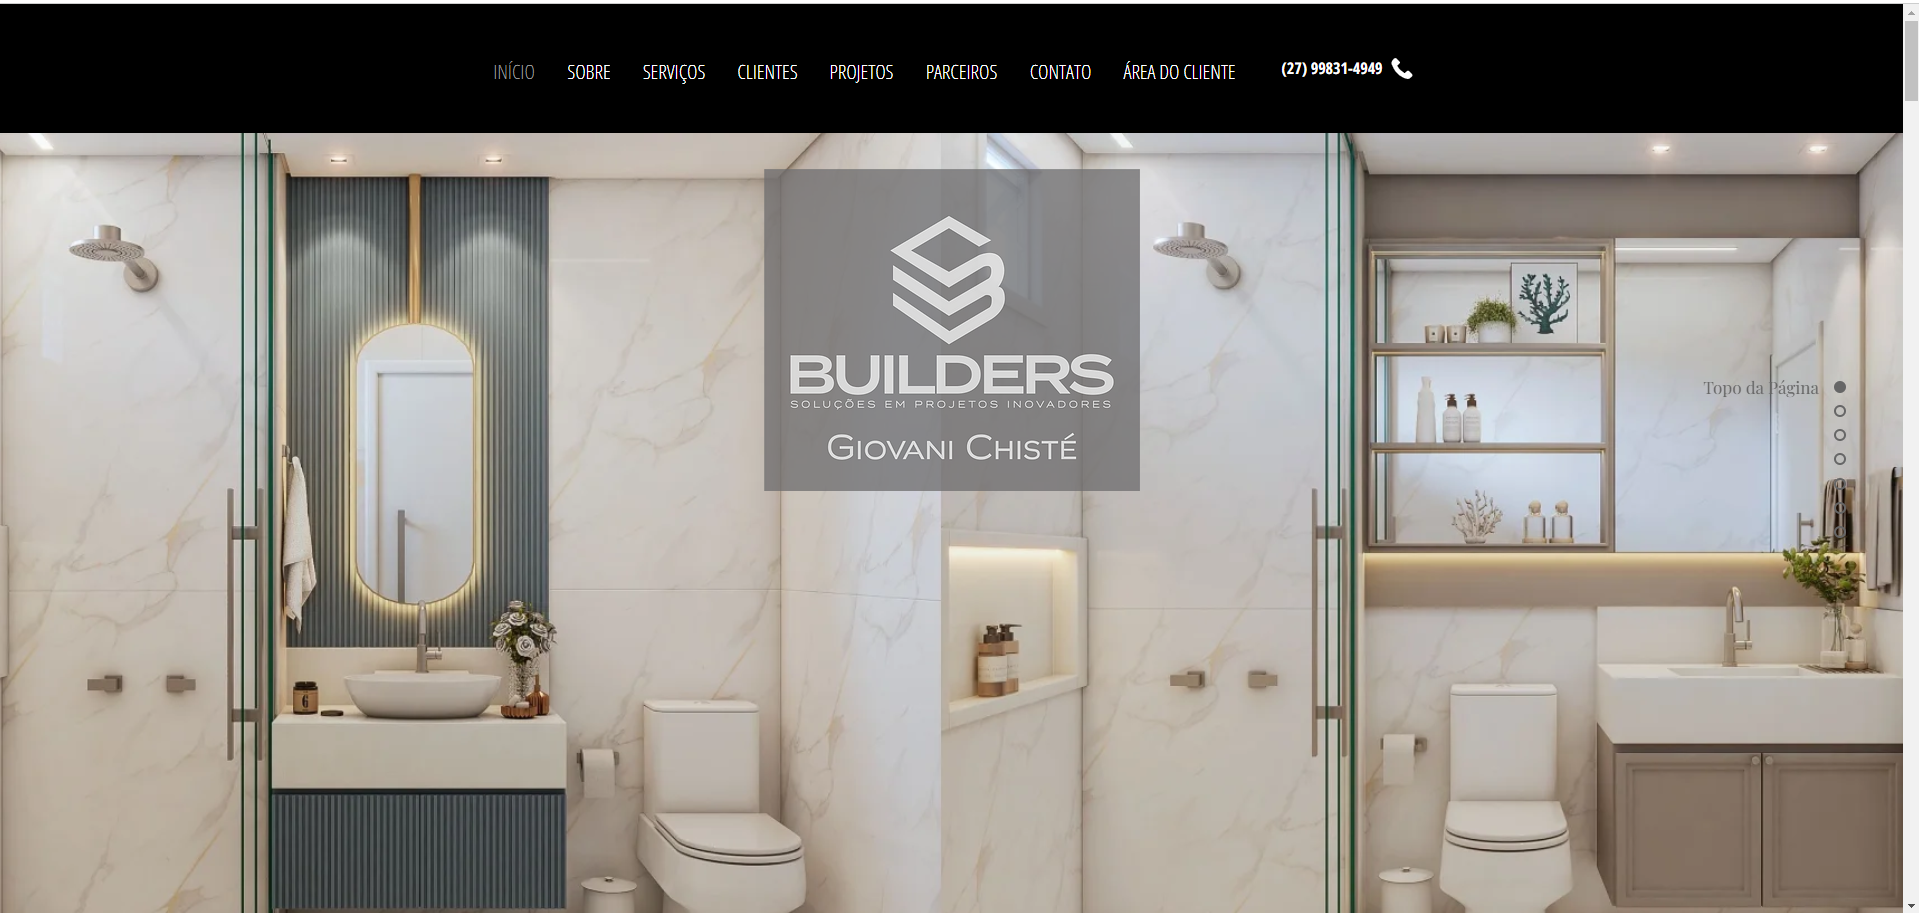 INÍCIO SOBRE SERVIÇOS CLIENTES PROJETOS PARCEIROS CONTATO ÁREA DO CLIENTE (27) 99831-4949
BUILDERS
SOLUÇÕES EM PROJETOS INOVADORES
GIOVANI CHISTÉ
Topo da Página
6